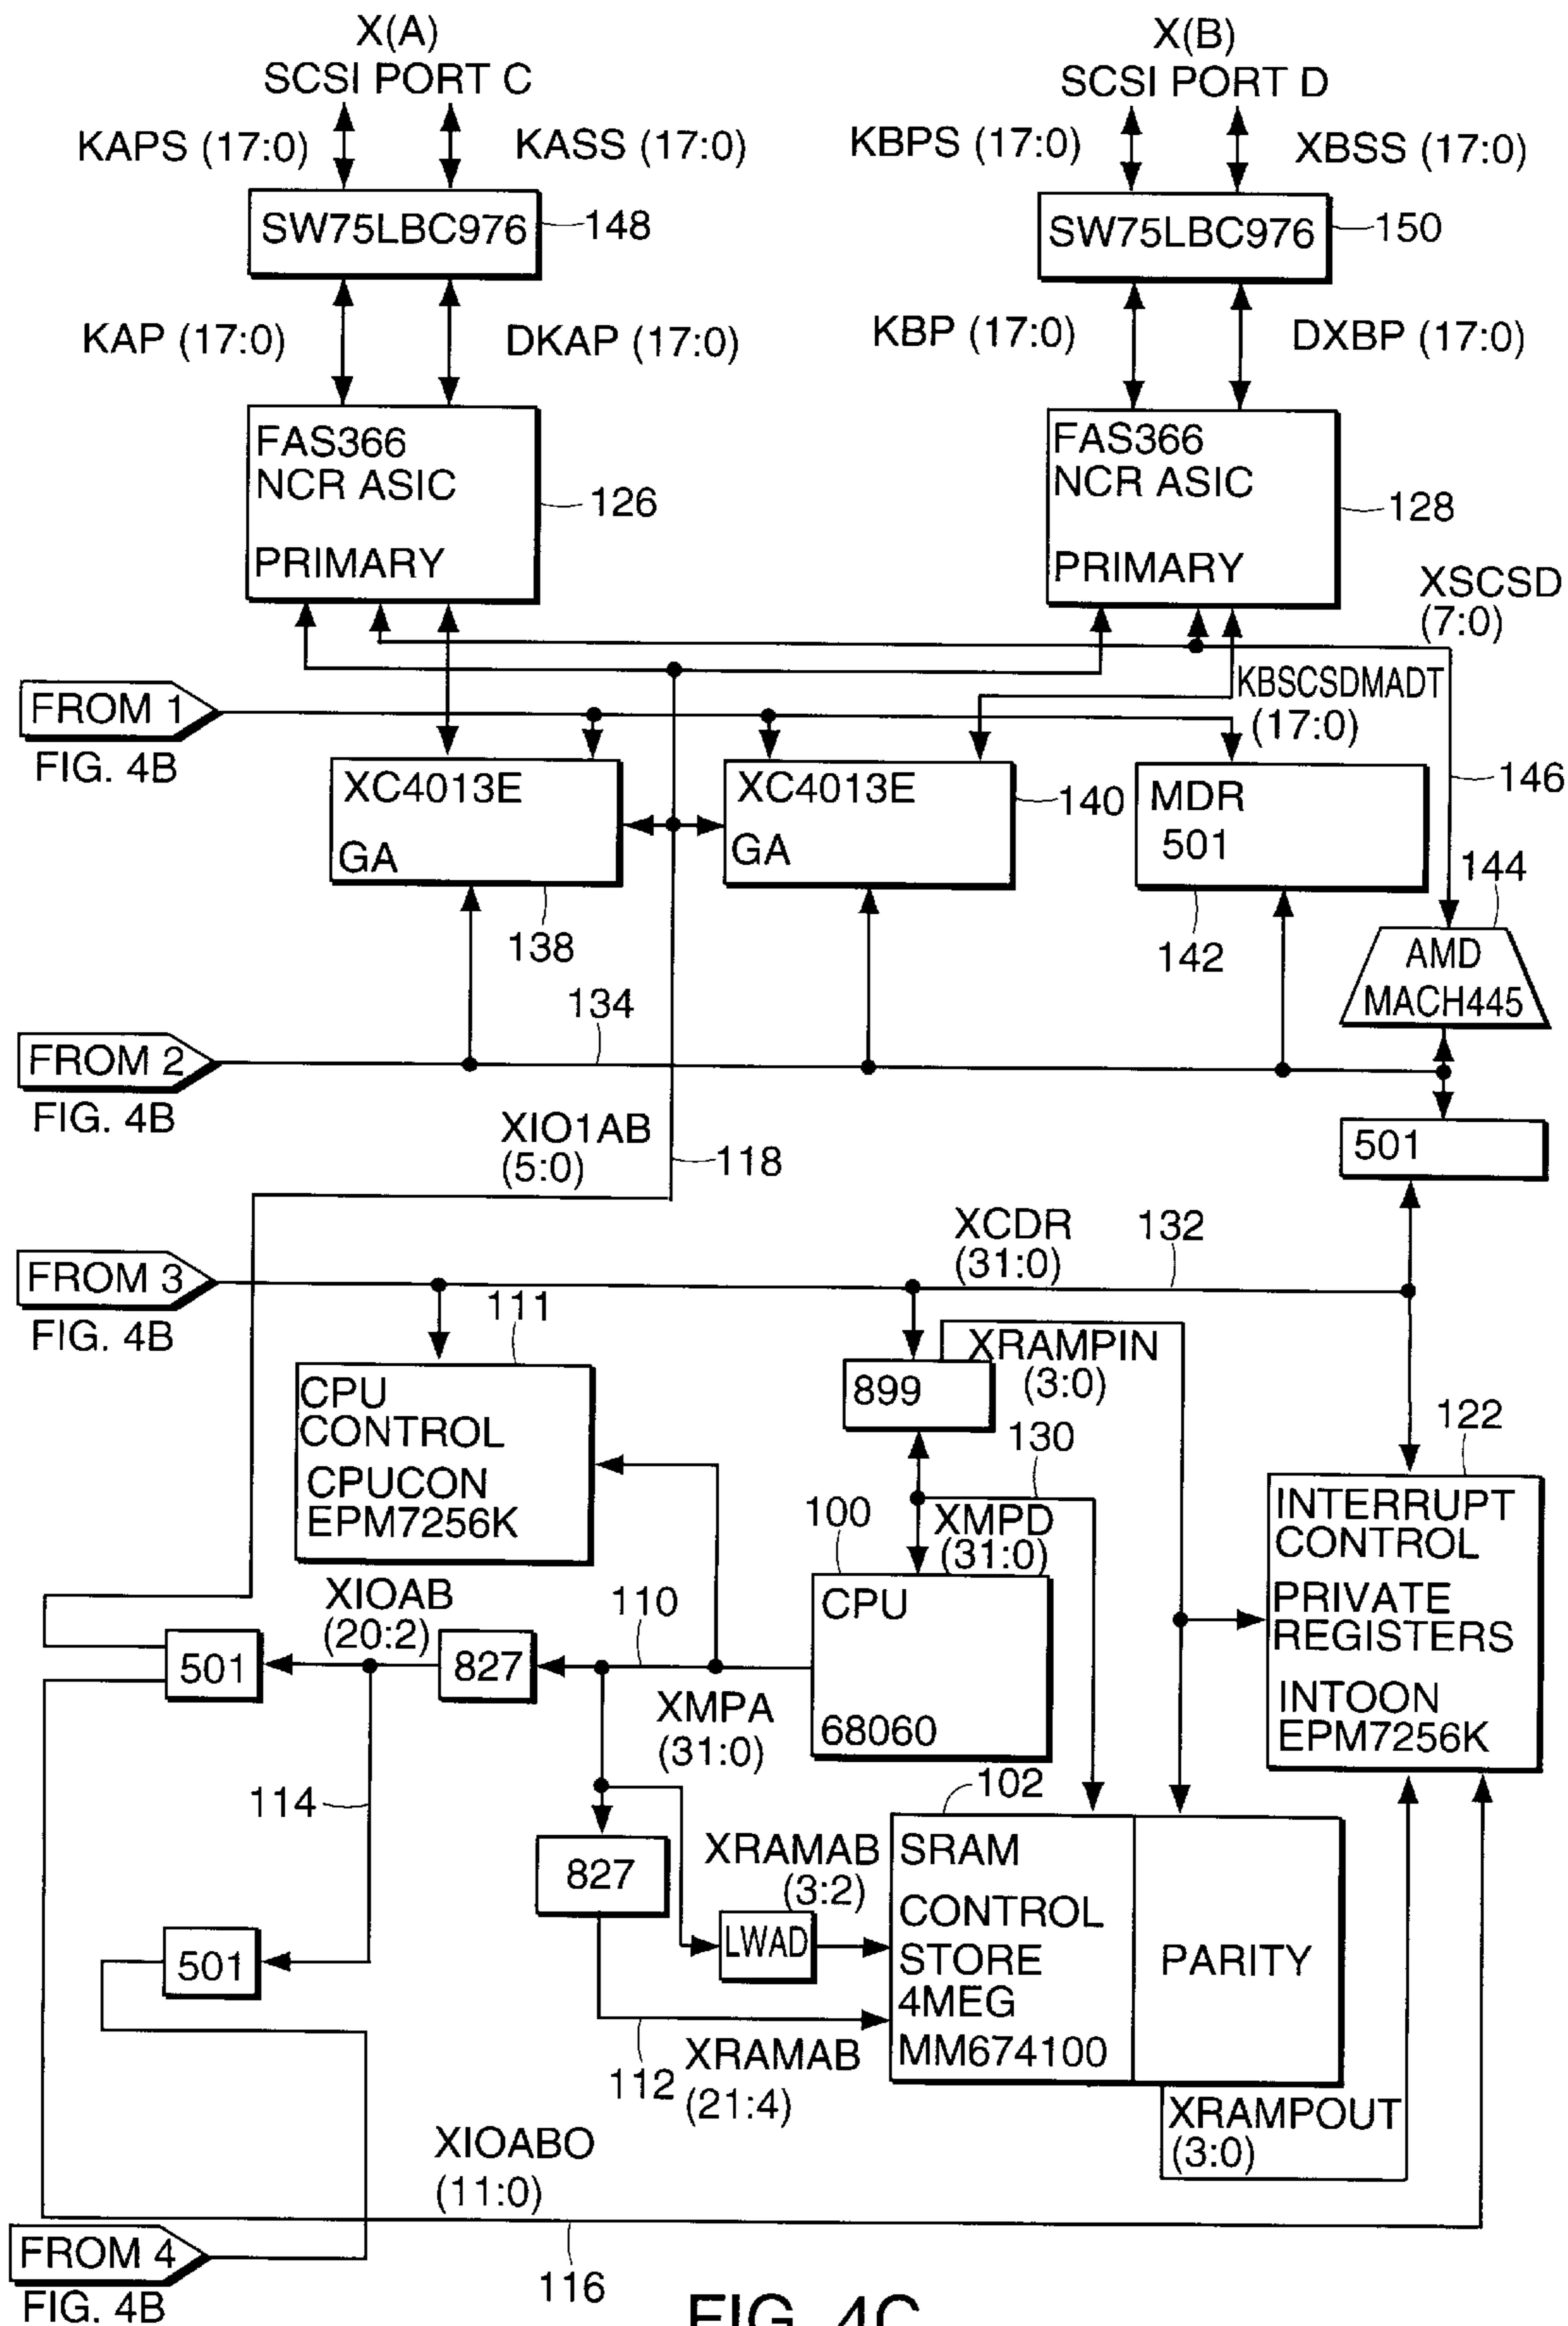 X(A)
SCSI PORT C
X(B)
SCSI PORT D
KAPS (17:0)
KASS (17:0)
KBPS (17:0)
XBSS (17:0)
SW75LBC976
148
SW75LBC976
150
KAP (17:0)
DKAP (17:0)
KBP (17:0)
DXBP (17:0)
FAS366
NCR ASIC
PRIMARY
126
FAS366
NCR ASIC
PRIMARY
128
XSCSD
(7:0)
FROM 1
FIG. 4B
KBSCSDMADT
(17:0)
XC4013E
GA
138
XC4013E
GA
140
MDR
501
142
146
144
AMD
MACH445
134
FROM 2
FIG. 4B
XIO1AB
(5:0)
118
501
XCDR
(31:0)
132
FROM 3
FIG. 4B
111
CPU
CONTROL
CPUCON
EPM7256K
899
XRAMPIN
(3:0)
130
122
INTERRUPT
CONTROL
PRIVATE
REGISTERS
INTOON
EPM7256K
100
XMPD
(31:0)
CPU
68060
XIOAB
(20:2)
110
501
827
XMPA
(31:0)
114
827
102
XRAMAB
(3:2)
LWAD
SRAM
CONTROL
STORE
4MEG
MM674100
PARITY
501
112
XRAMAB
(21:4)
XRAMPOUT
(3:0)
XIOABO
(11:0)
FROM 4
FIG. 4B
116
FIG. 4C